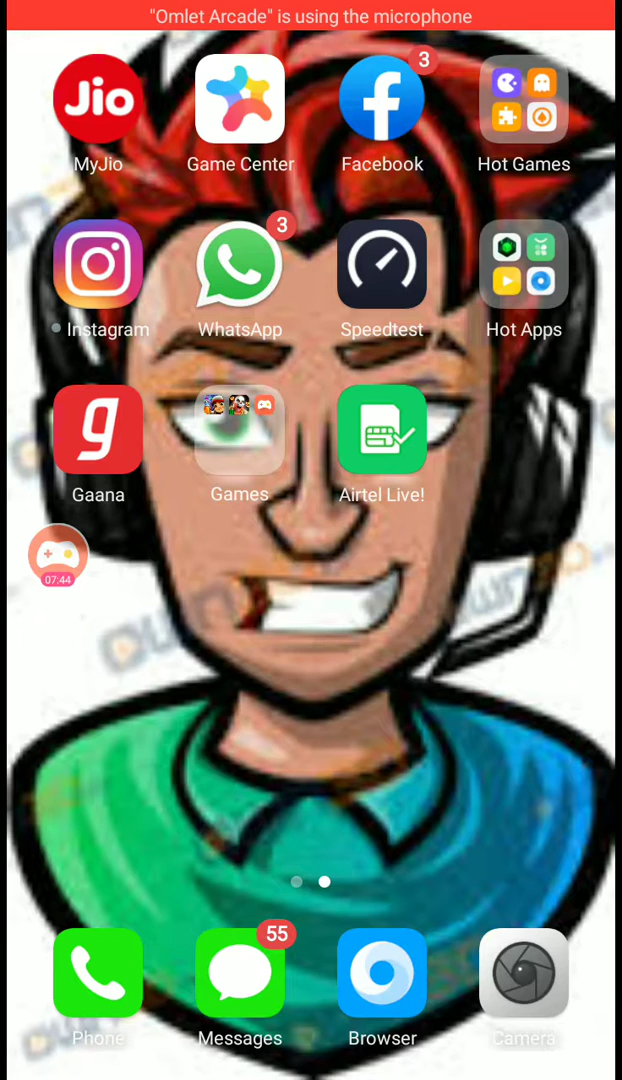 "Omlet Arcade" is using the microphone
3
Jio
MyJio
Game Center
Facebook
Hot Games
3
Instagram
WhatsApp
Speedtest
Hot Apps
g
Gaana
Games
Airtel Live!
07:44
55
Phone
Messages
Browser
Camera